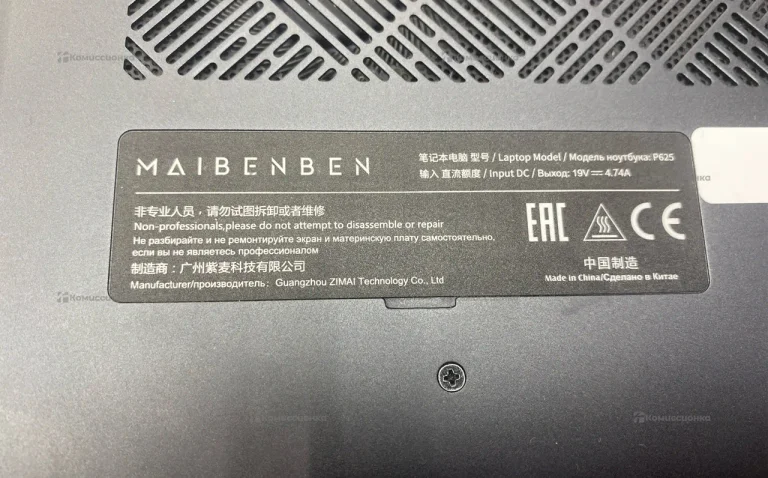 Комиссионка
MAIBENBEN
笔记本电脑 型号 / Laptop Model / Модель ноутбука: P625
输入 直流额度 / Input DC / Выход: 19V⎓4.74A
非专业人员，请勿试图拆卸或者维修
Non-professionals,please do not attempt to disassemble or repair
Не разбирайте и не ремонтируйте экран и материнскую плату самостоятельно,
если вы не являетесь профессионалом
制造商：广州紫麦科技有限公司
Manufacturer/производитель: Guangzhou ZIMAI Technology Co., Ltd
EAC CE
中国制造
Made in China/Сделано в Китае
Комиссионка
Комиссионка